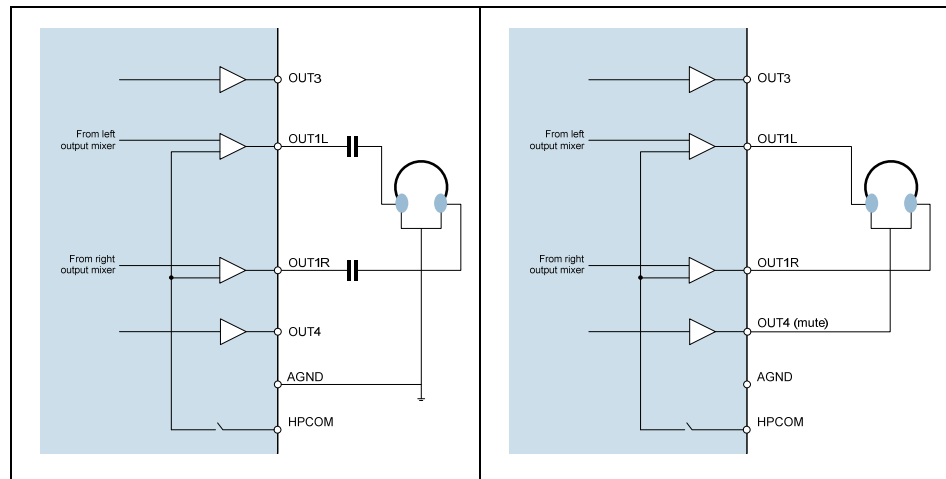 OUT3
From left
output mixer
OUT1L
From right
output mixer
OUT1R
OUT4
AGND
HPCOM
OUT3
From left
output mixer
OUT1L
From right
output mixer
OUT1R
OUT4 (mute)
AGND
HPCOM